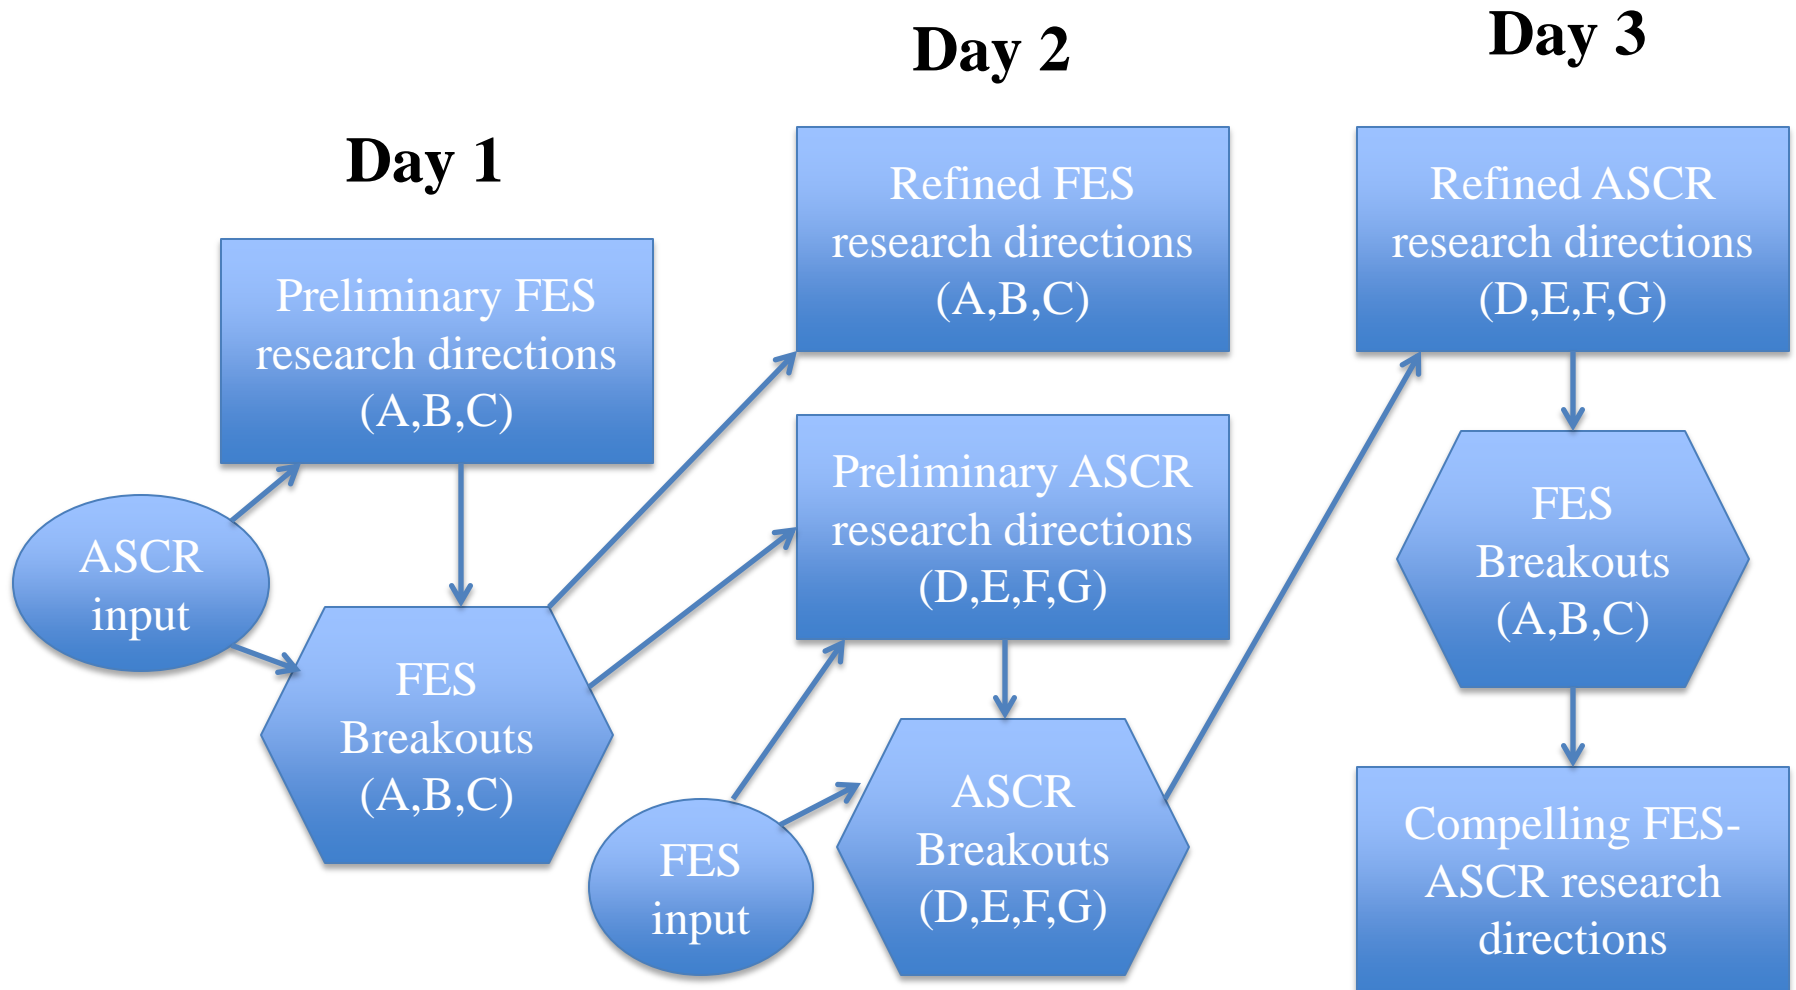 Day 1
Preliminary FES
research directions
(A,B,C)
ASCR
input
FES
Breakouts
(A,B,C)
Day 2
Refined FES
research directions
(A,B,C)
Preliminary ASCR
research directions
(D,E,F,G)
FES
input
ASCR
Breakouts
(D,E,F,G)
Day 3
Refined ASCR
research directions
(D,E,F,G)
FES
Breakouts
(A,B,C)
Compelling FES-
ASCR research
directions